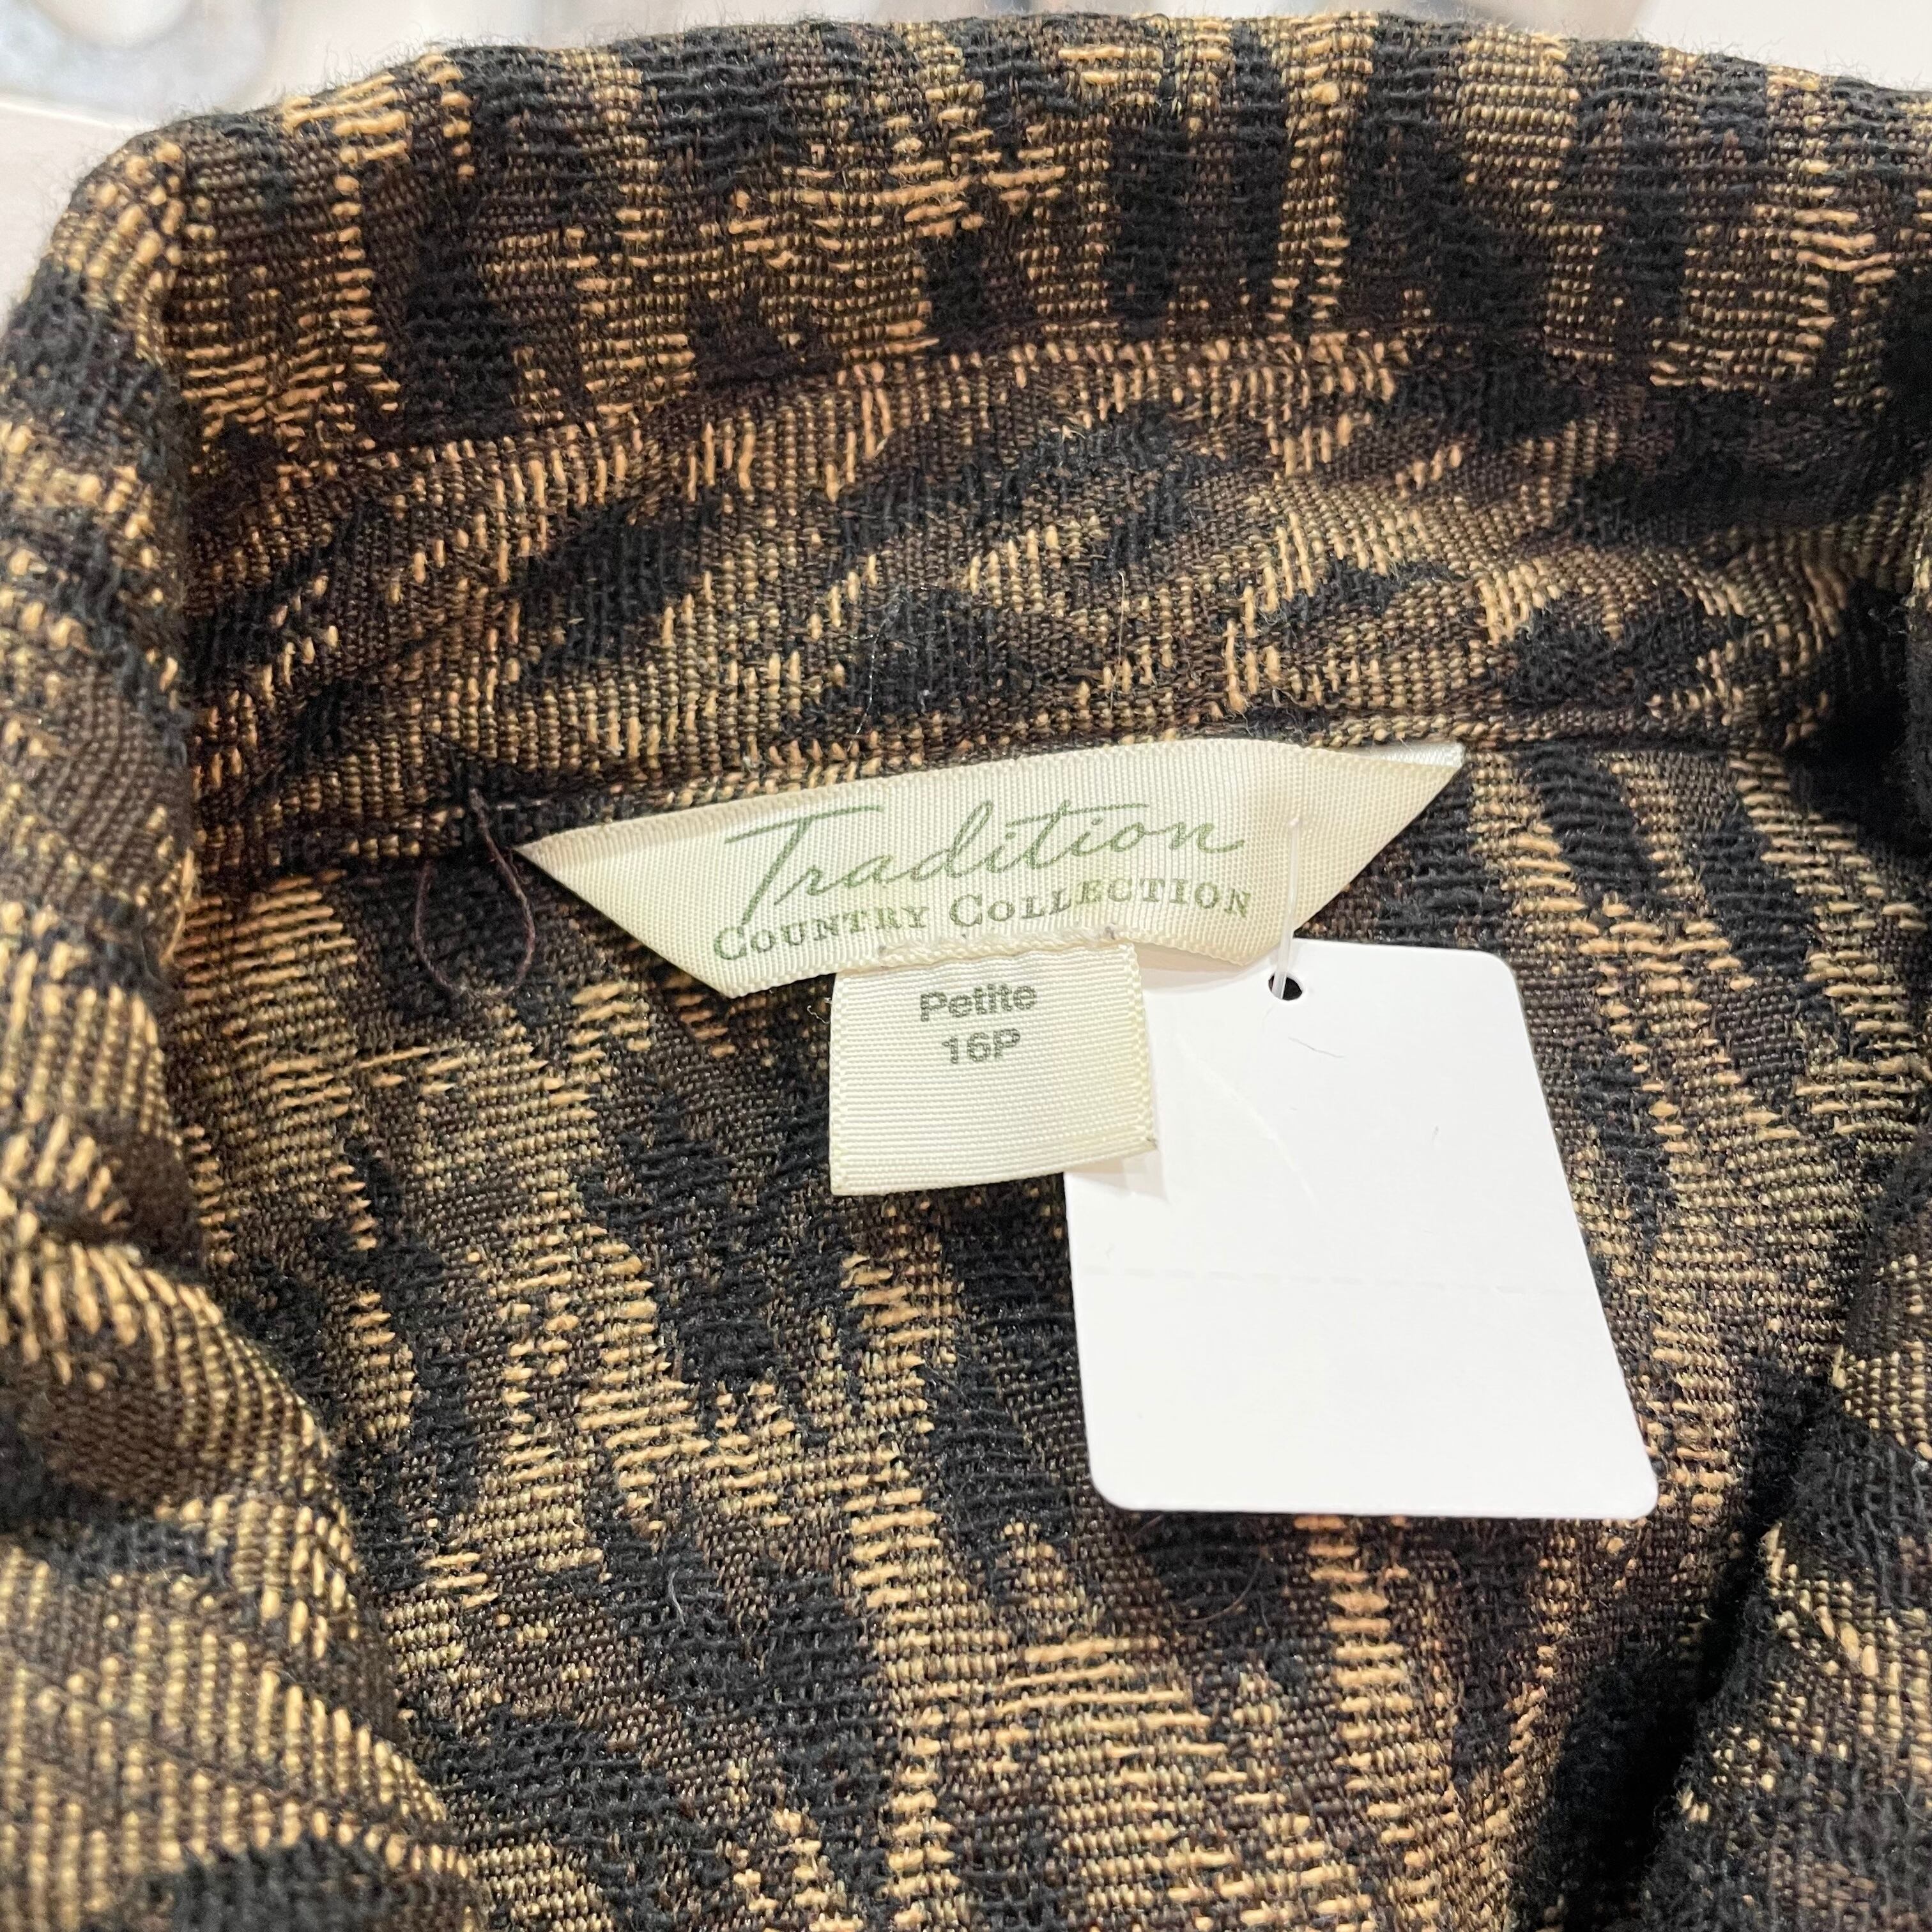 Tradition
COUNTRY COLLECTION
Petite
16P